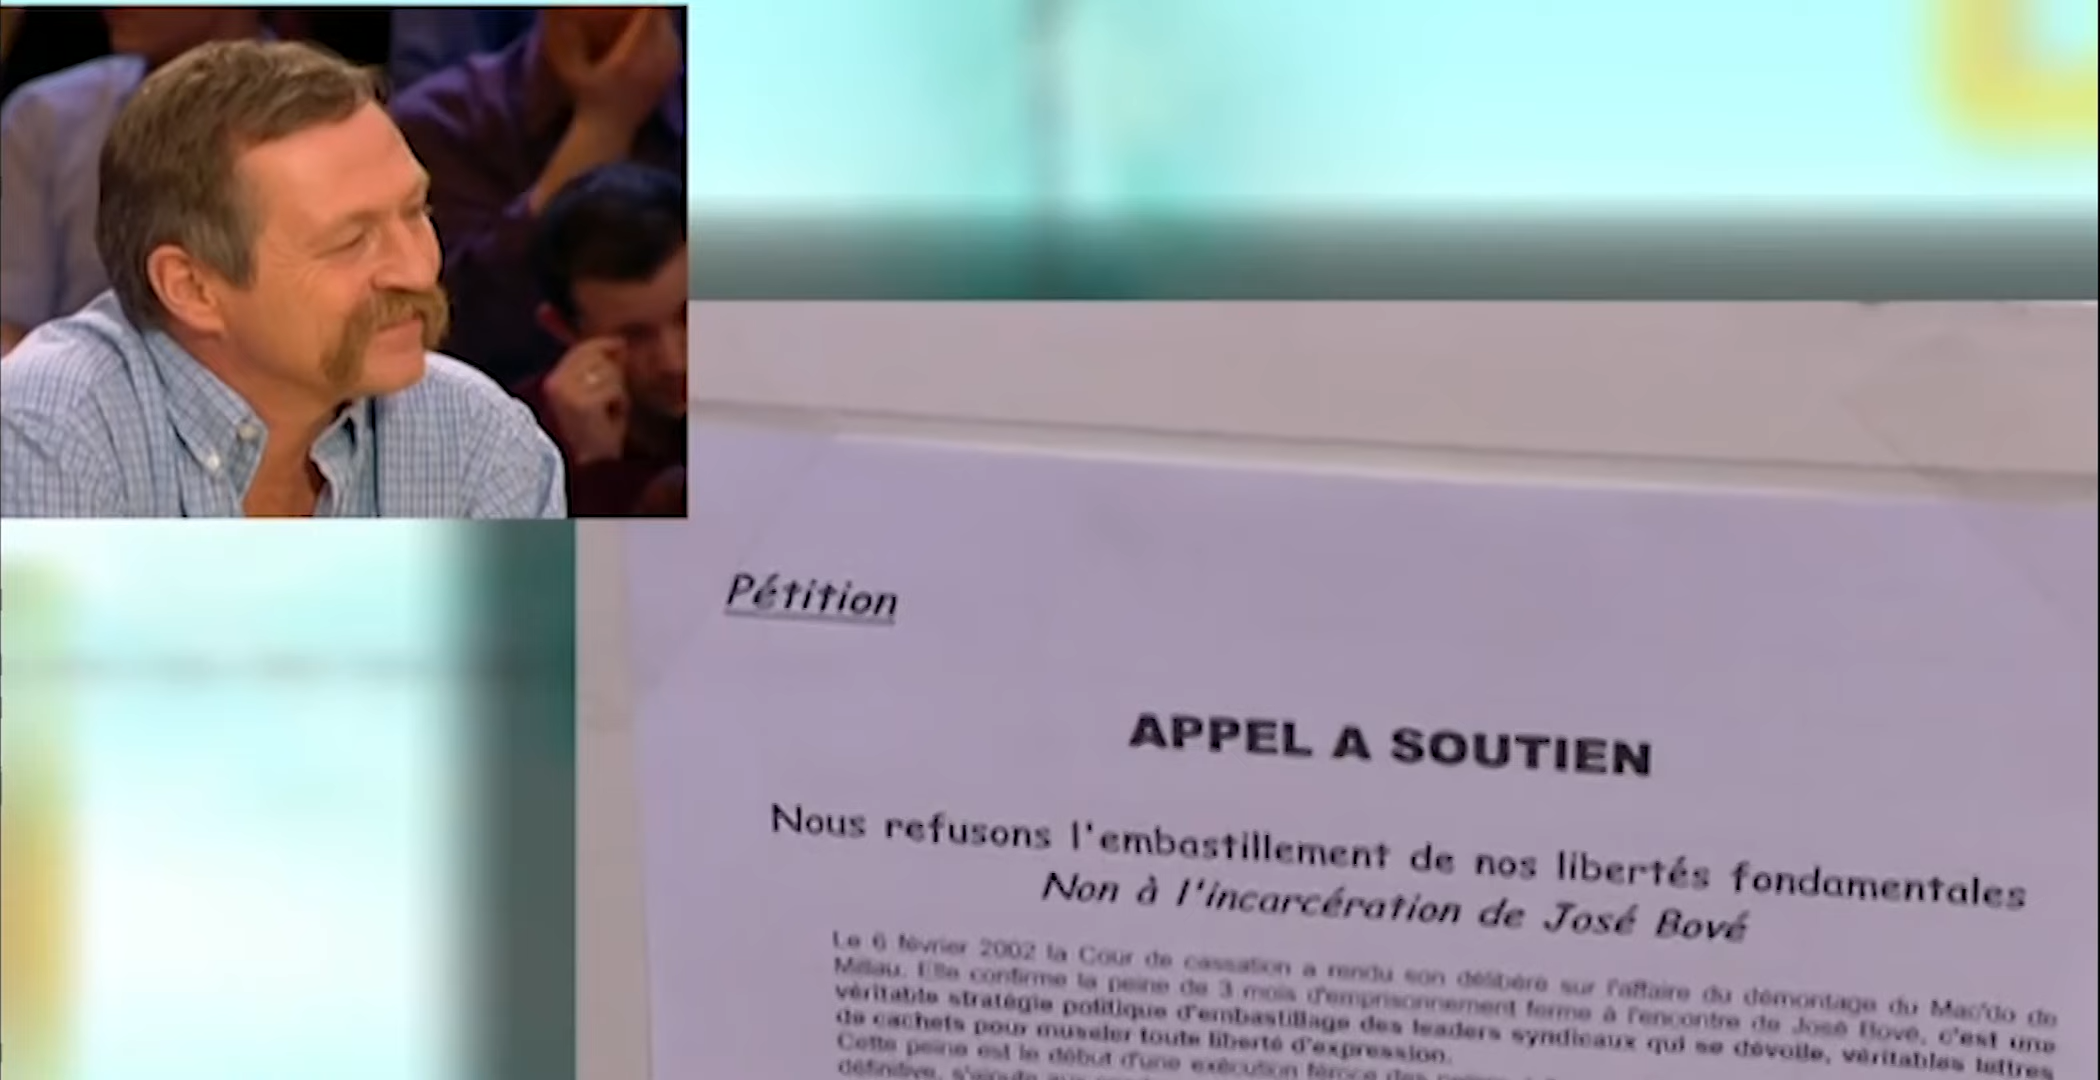 Pétition
APPEL A SOUTIEN
Nous refusons l'embastillement de nos libertés fondamentales
Non à l'incarcération de José Bové
Le 6 février 2002 la Cour de cassation a rendu son délibéré sur l'affaire du démontage du Mac'do de
Millau. Elle confirme la peine de 3 mois d'emprisonnement ferme à l'encontre de José Bové, c'est une
véritable stratégie politique d'embastillage des leaders syndicaux qui se dévoile, véritables lettres
de cachets pour museler toute liberté d'expression.
Cette peine est le début d'une exécution féroce des
définitive, s'ajoute